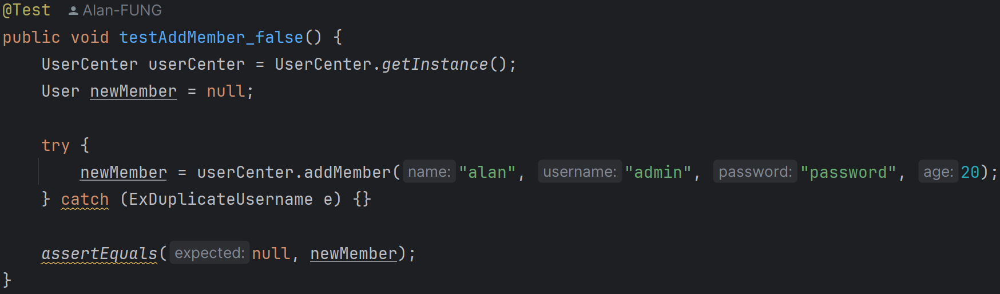 @Test Alan-FUNG
public void testAddMember_false() {
UserCenter userCenter = UserCenter.getInstance();
User newMember = null;
try {
newMember = userCenter.addMember( name: "alan", username: "admin", password: "password", age: 20);
} catch (ExDuplicateUsername e) {}
assertEquals( expected: null, newMember);
}